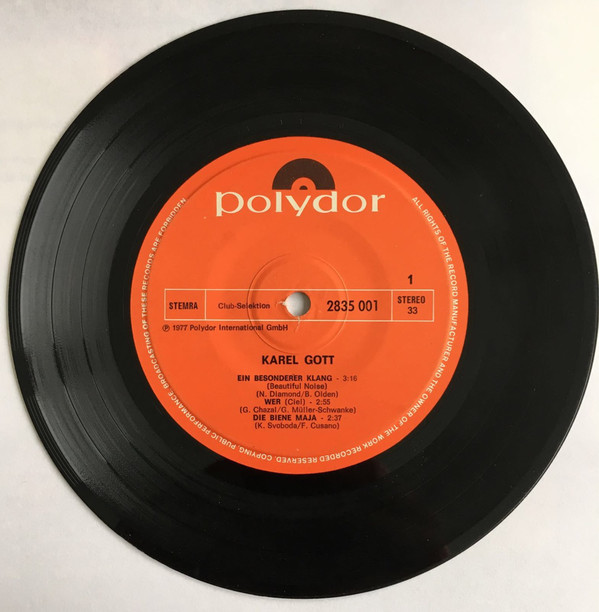 polydor
1
STEMRA
Club-Selektion
2835 001
STEREO
33
℗ 1977 Polydor International GmbH
KAREL GOTT
EIN BESONDERER KLANG - 3:16
(Beautiful Noise)
(N. Diamond/B. Olden)
WER (Ciel) - 2:55
(G. Chazal/G. Müller-Schwanke)
DIE BIENE MAJA - 2:37
(K. Svoboda/F. Cusano)
ALL RIGHTS OF THE RECORD MANUFACTURER AND THE OWNER OF THE WORK RECORDED RESERVED. COPYING, PUBLIC PERFORMANCE, BROADCASTING OF THESE RECORDS ARE FORBIDDEN